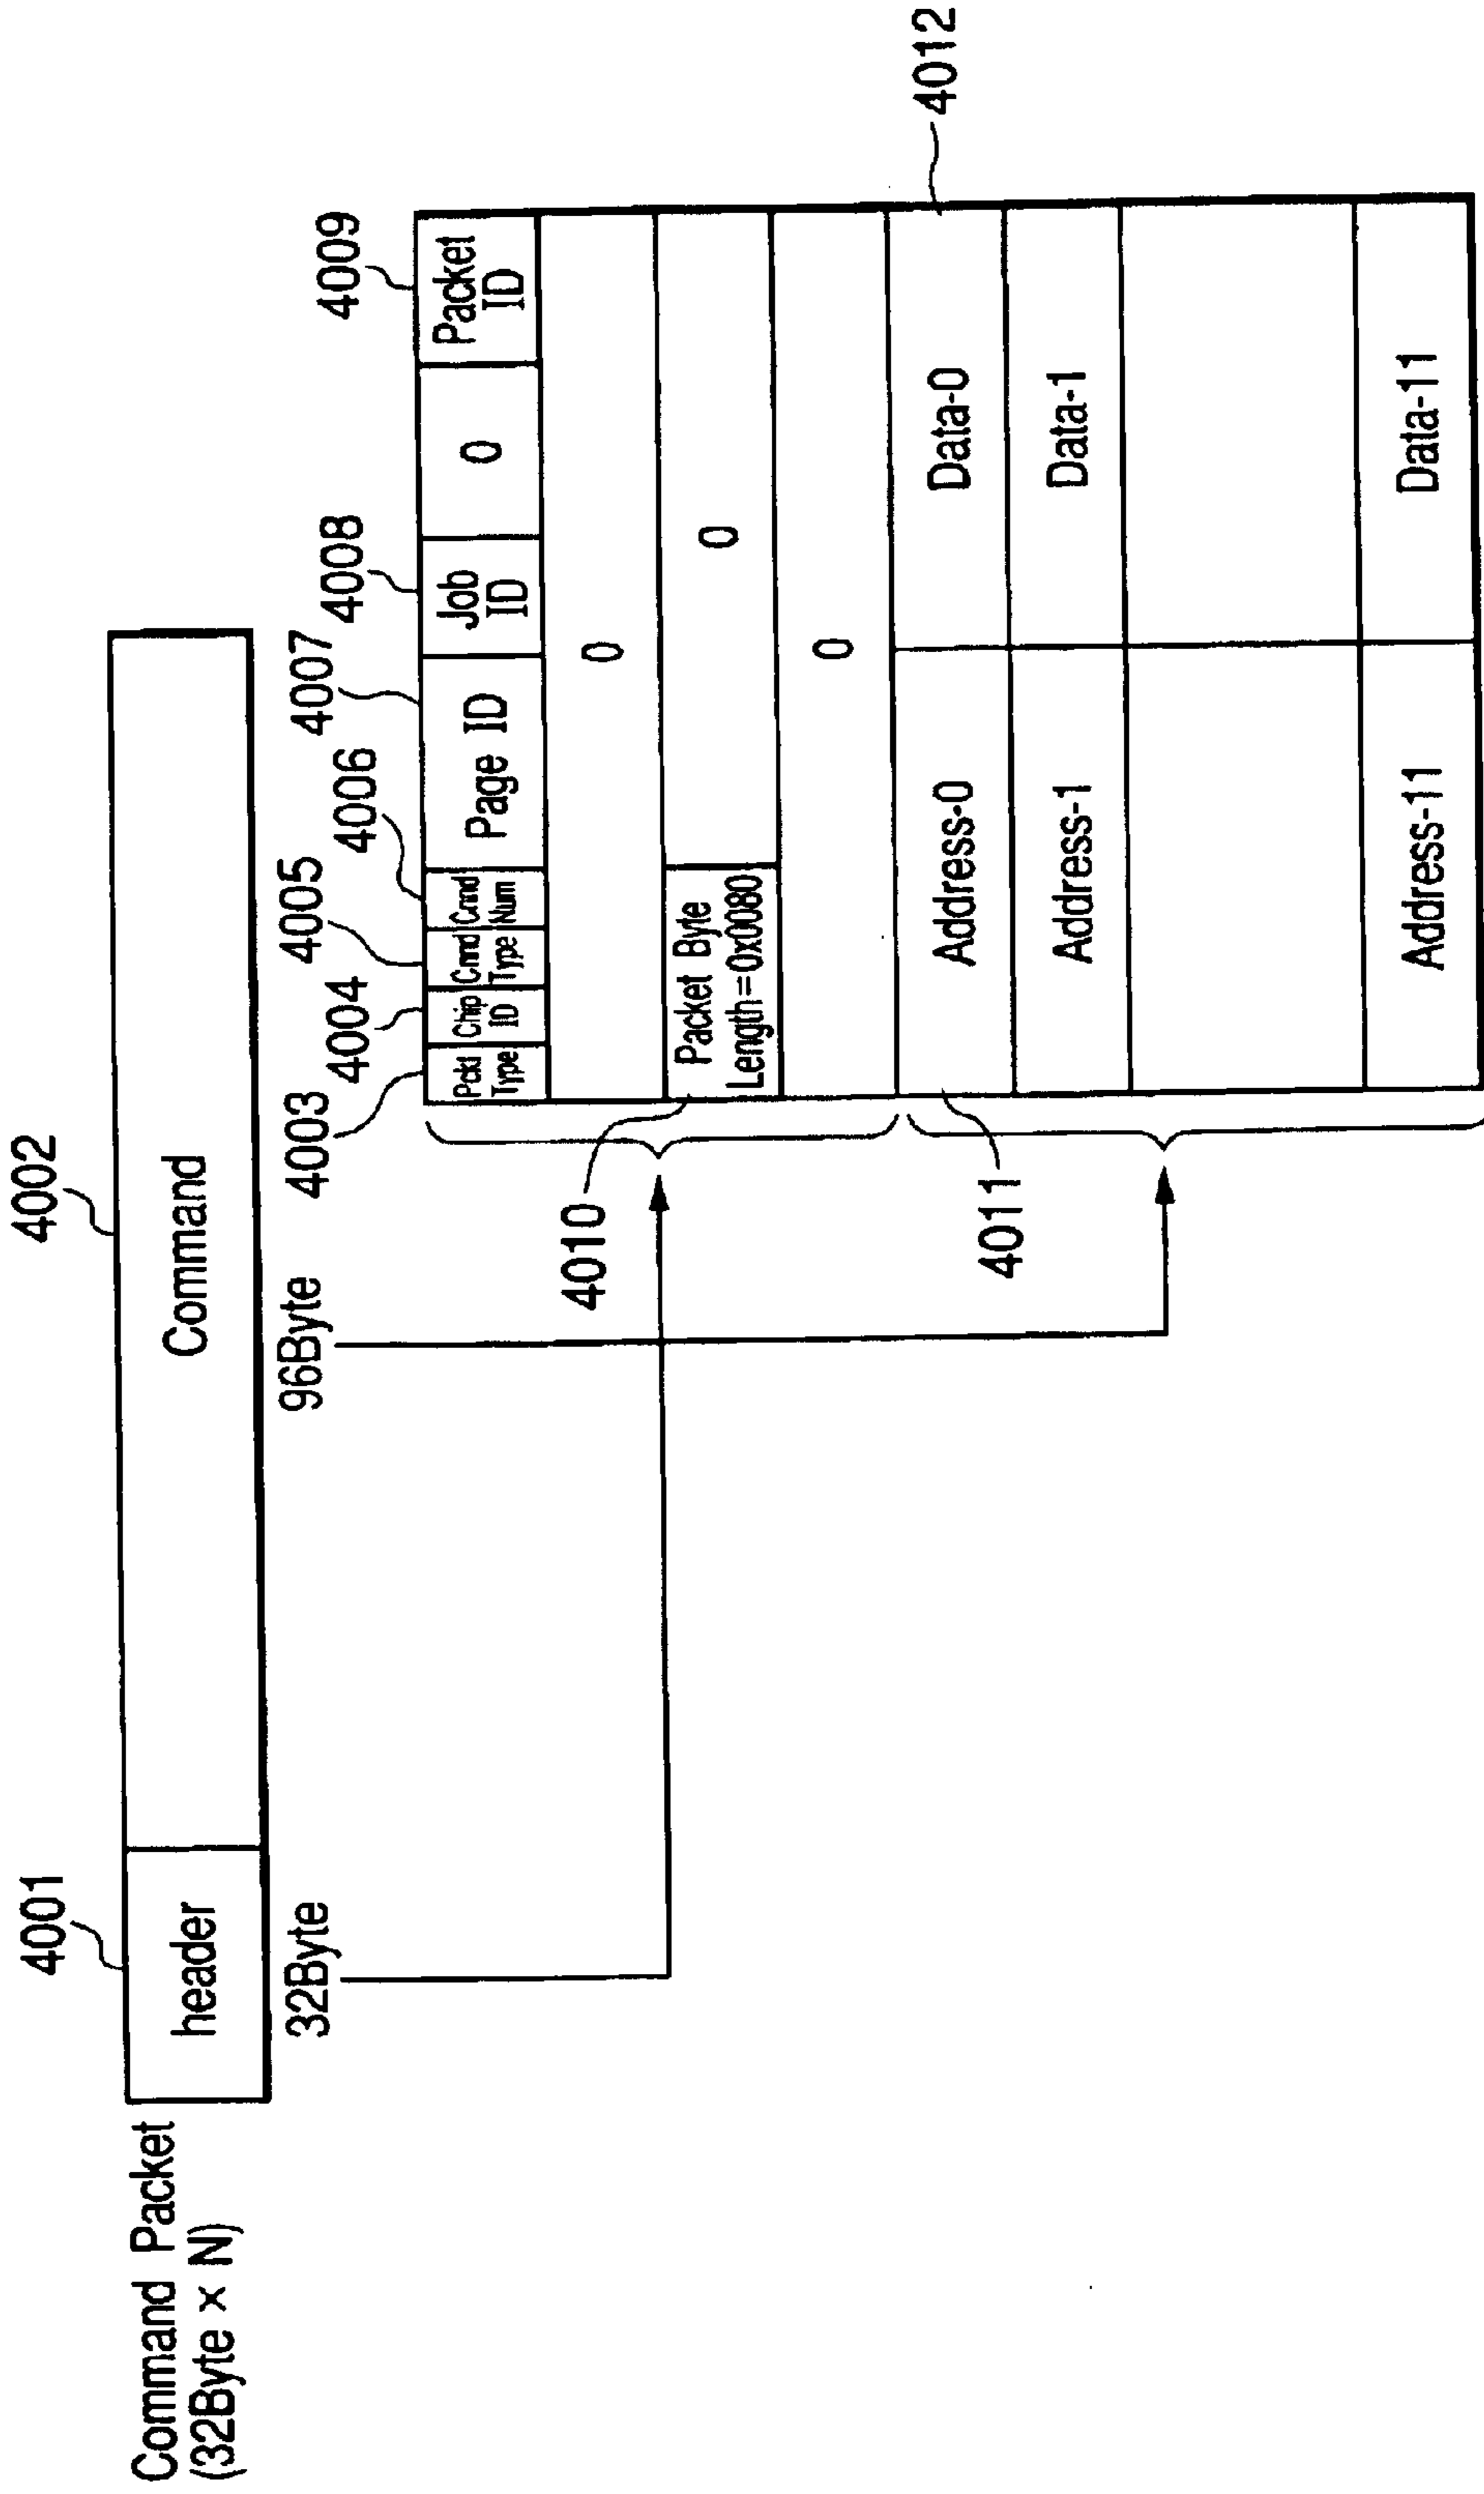 4001
4002
Command Packet
(32Byte x N)
header
Command
32Byte
96Byte
4003
4004
4005
4006
4007
4008
4009
Pckt
Type
Chip
ID
Cmd
Type
Cmd
Num
Page ID
Job
ID
0
Packet
ID
0
4010
Packet Byte
Length=0x0080
0
0
4011
4012
Address-0
Data-0
Address-1
Data-1
Address-11
Data-11